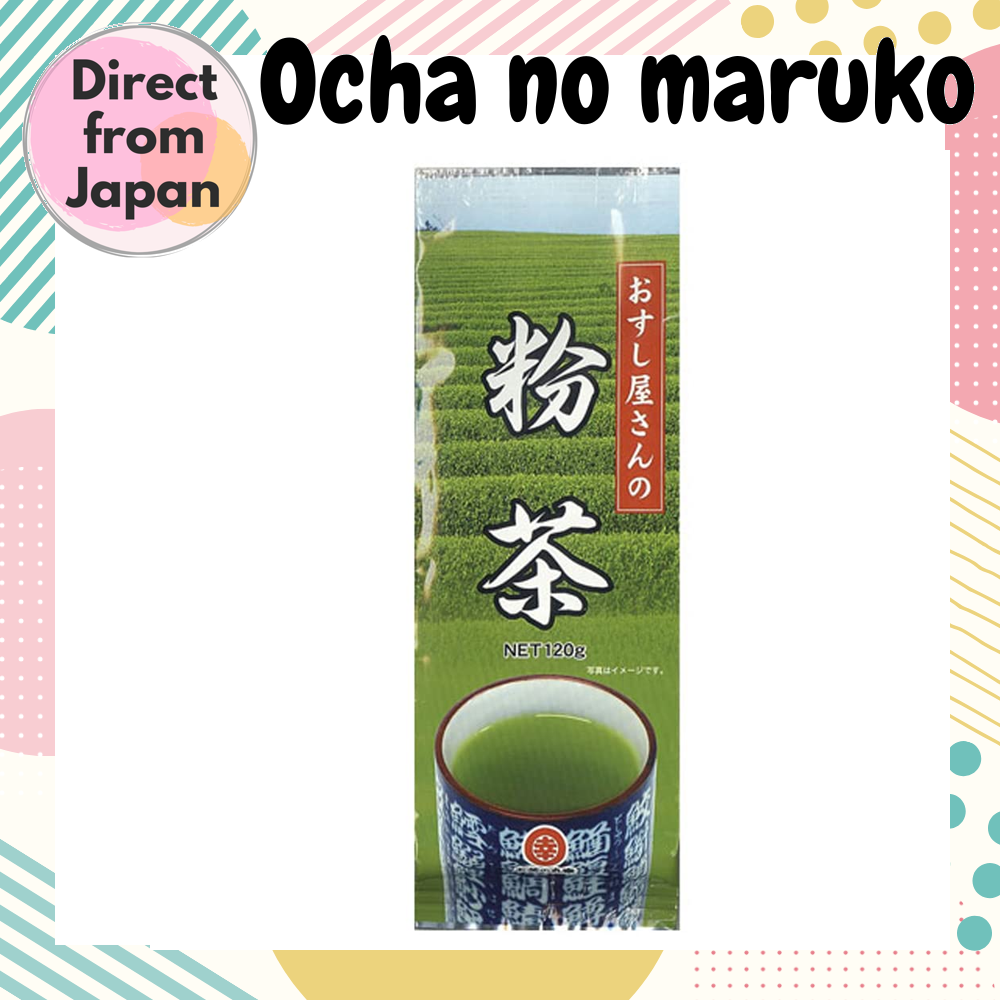 Direct
from
Japan
Ocha no maruko
おすし屋さんの
粉茶
NET120g
写真はイメージです。
幸